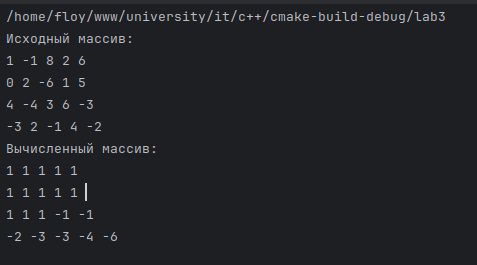 /home/floy/www/university/it/c++/cmake-build-debug/lab3
Исходный массив:
1 -1 8 2 6
0 2 -6 1 5
4 -4 3 6 -3
-3 2 -1 4 -2
Вычисленный массив:
1 1 1 1 1
1 1 1 1 1
1 1 1 -1 -1
-2 -3 -3 -4 -6